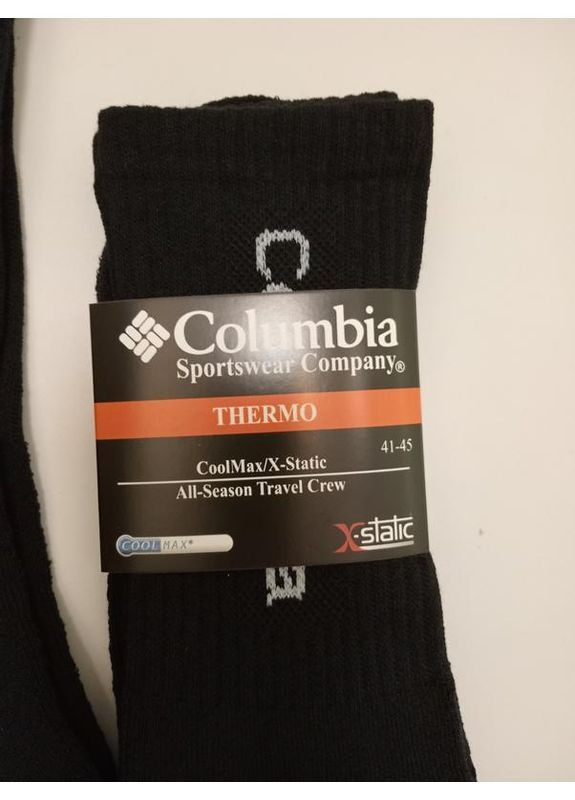 Columbia
Sportswear Company®
THERMO
41-45
CoolMax/X-Static
All-Season Travel Crew
COOLMAX®
X-static